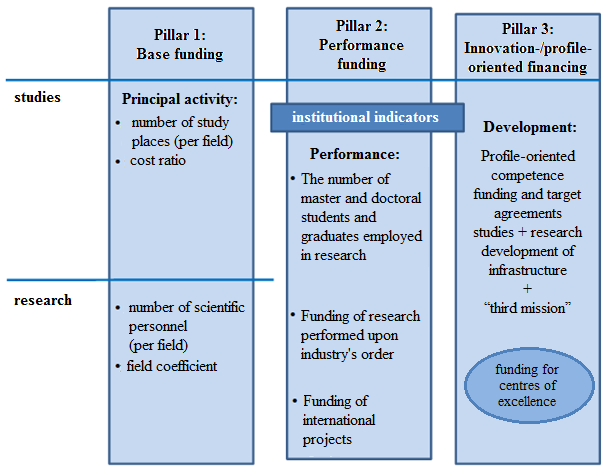 Pillar 1:
Base funding
Pillar 2:
Performance
funding
Pillar 3:
Innovation-/profile-
oriented financing
studies
Principal activity:
• number of study
places (per field)
• cost ratio
institutional indicators
Performance:
• The number of
master and doctoral
students and
graduates employed
in research
Development:
Profile-oriented
competence
funding and target
agreements
studies + research
development of
infrastructure
+
“third mission”
research
• number of scientific
personnel
(per field)
• field coefficient
• Funding of research
performed upon
industry's order
• Funding of
international
projects
funding for
centres of
excellence